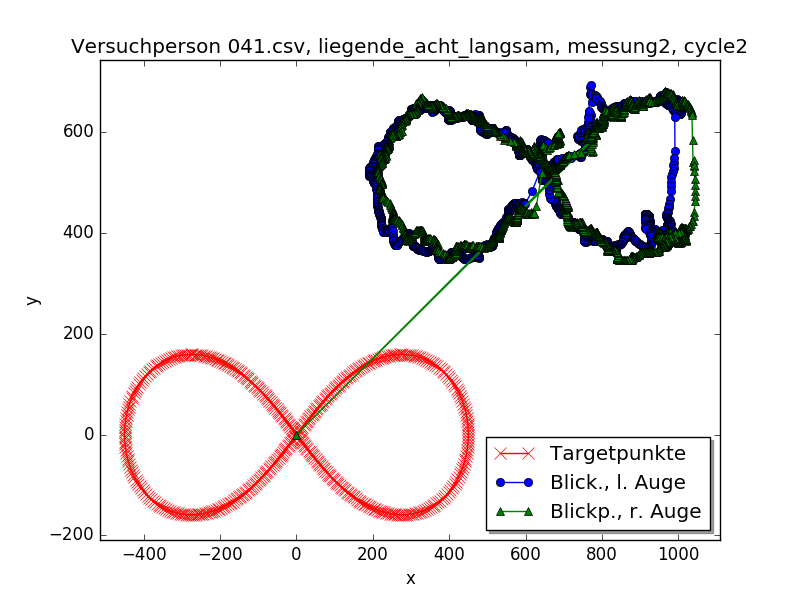 Versuchperson 041.csv, liegende_acht_langsam, messung2, cycle2
600
400
y
200
0
−200
−400
−200
0
200
400
600
800
1000
x
Targetpunkte
Blick., l. Auge
Blickp., r. Auge